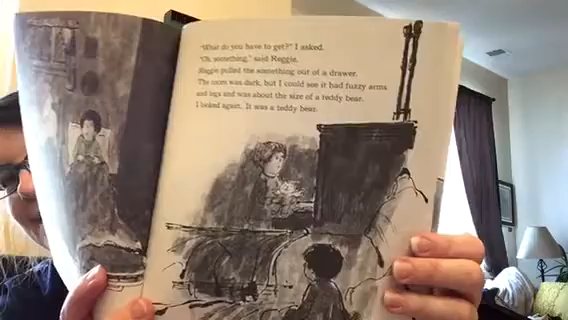 "What do you have to get?" I asked.
"Oh, something," said Reggie.
Reggie pulled the something out of a drawer.
The room was dark, but I could see it had fuzzy arms
and legs and was about the size of a teddy bear.
I looked again. It was a teddy bear.